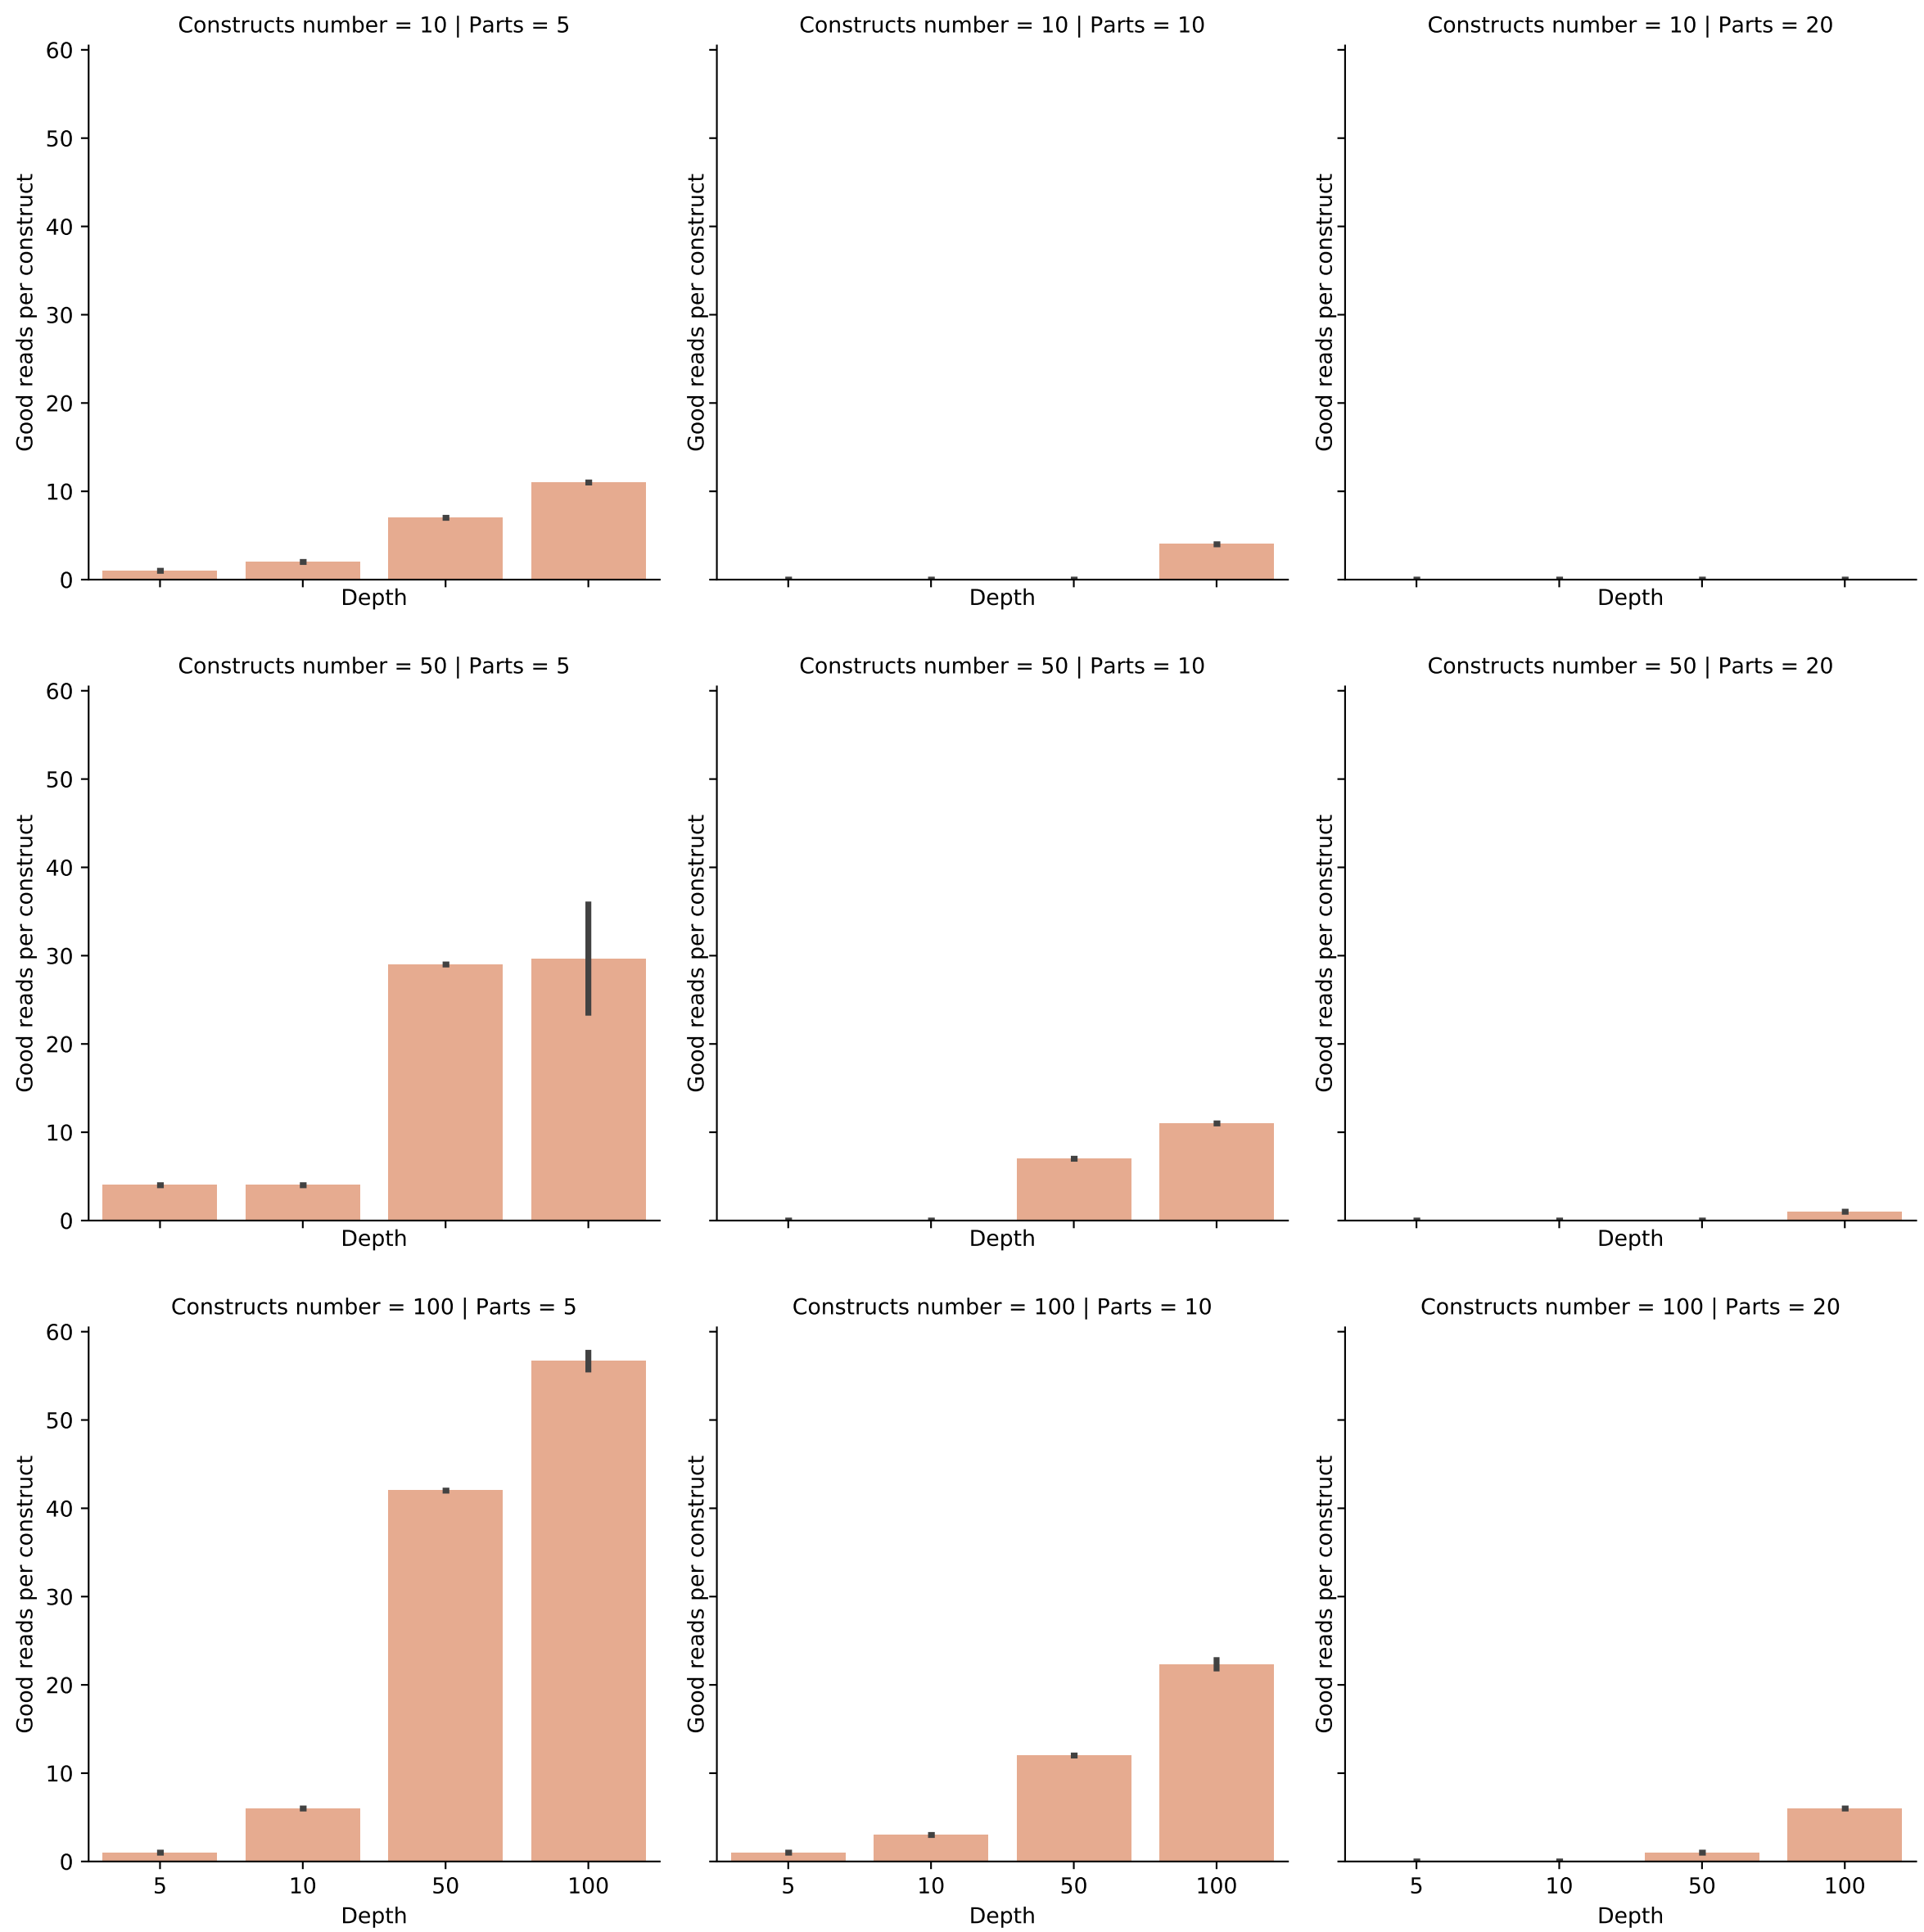 Constructs number = 10 | Parts = 5
Constructs number = 10 | Parts = 10
Constructs number = 10 | Parts = 20
Good reads per construct
60
50
40
30
20
10
0
Good reads per construct
Good reads per construct
Depth
Depth
Depth
Constructs number = 50 | Parts = 5
Constructs number = 50 | Parts = 10
Constructs number = 50 | Parts = 20
Good reads per construct
60
50
40
30
20
10
0
Good reads per construct
Good reads per construct
Depth
Depth
Depth
Constructs number = 100 | Parts = 5
Constructs number = 100 | Parts = 10
Constructs number = 100 | Parts = 20
Good reads per construct
60
50
40
30
20
10
0
Good reads per construct
Good reads per construct
5 10 50 100
5 10 50 100
5 10 50 100
Depth
Depth
Depth